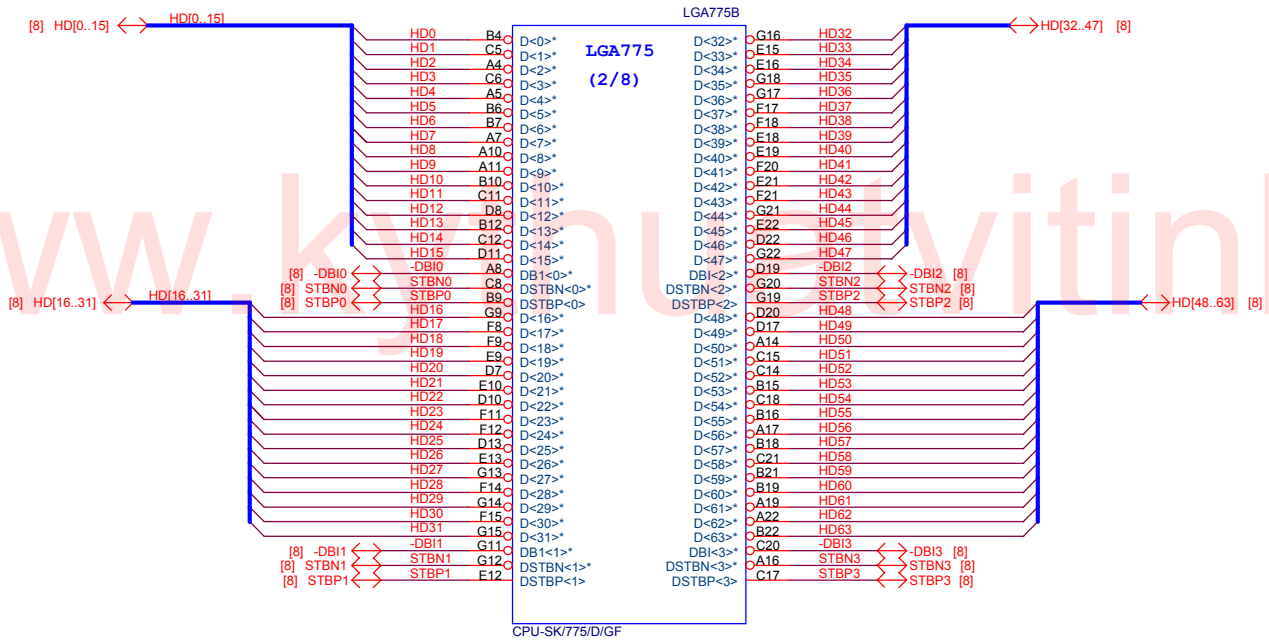 LGA775B
[8] HD[0..15] HD[0..15] HD[32..47] [8]
LGA775
(2/8)
HD0 B4 D<0>* D<32>* G16 HD32
HD1 C5 D<1>* D<33>* E15 HD33
HD2 A4 D<2>* D<34>* E16 HD34
HD3 C6 D<3>* D<35>* G18 HD35
HD4 A5 D<4>* D<36>* G17 HD36
HD5 B6 D<5>* D<37>* F17 HD37
HD6 B7 D<6>* D<38>* F18 HD38
HD7 A7 D<7>* D<39>* E18 HD39
HD8 A10 D<8>* D<40>* E19 HD40
HD9 A11 D<9>* D<41>* F20 HD41
HD10 B10 D<10>* D<42>* E21 HD42
HD11 C11 D<11>* D<43>* F21 HD43
HD12 D8 D<12>* D<44>* G21 HD44
HD13 B12 D<13>* D<45>* E22 HD45
HD14 C12 D<14>* D<46>* D22 HD46
HD15 D11 D<15>* D<47>* G22 HD47
[8] -DBI0 -DBI0 A8 DB1<0>* DBI<2>* D19 -DBI2 -DBI2 [8]
[8] STBN0 STBN0 C8 DSTBN<0>* DSTBN<2>* G20 STBN2 STBN2 [8]
[8] STBP0 STBP0 B9 DSTBP<0> DSTBP<2> G19 STBP2 STBP2 [8]
[8] HD[16..31] HD[16..31] HD[48..63] [8]
HD16 G9 D<16>* D<48>* D20 HD48
HD17 F8 D<17>* D<49>* D17 HD49
HD18 F9 D<18>* D<50>* A14 HD50
HD19 E9 D<19>* D<51>* C15 HD51
HD20 D7 D<20>* D<52>* C14 HD52
HD21 E10 D<21>* D<53>* B15 HD53
HD22 D10 D<22>* D<54>* C18 HD54
HD23 F11 D<23>* D<55>* B16 HD55
HD24 F12 D<24>* D<56>* A17 HD56
HD25 D13 D<25>* D<57>* B18 HD57
HD26 E13 D<26>* D<58>* C21 HD58
HD27 G13 D<27>* D<59>* B21 HD59
HD28 F14 D<28>* D<60>* B19 HD60
HD29 G14 D<29>* D<61>* A19 HD61
HD30 F15 D<30>* D<62>* A22 HD62
HD31 G15 D<31>* D<63>* B22 HD63
[8] -DBI1 -DBI1 G11 DB1<1>* DBI<3>* C20 -DBI3 -DBI3 [8]
[8] STBN1 STBN1 G12 DSTBN<1>* DSTBN<3>* A16 STBN3 STBN3 [8]
[8] STBP1 STBP1 E12 DSTBP<1> DSTBP<3> C17 STBP3 STBP3 [8]
CPU-SK/775/D/GF